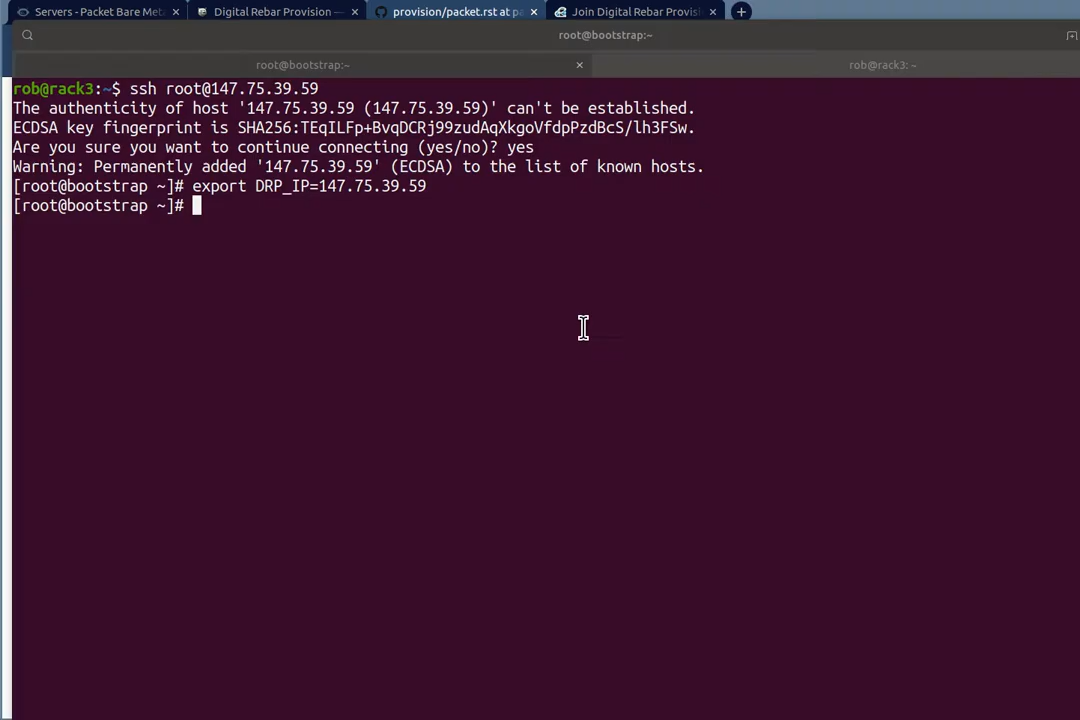 Servers - Packet Bare Met
Digital Rebar Provision —
provision/packet.rst at pa
Join Digital Rebar Provisi
root@bootstrap:~
root@bootstrap:~
rob@rack3: ~
rob@rack3:~$ ssh root@147.75.39.59
The authenticity of host '147.75.39.59 (147.75.39.59)' can't be established.
ECDSA key fingerprint is SHA256:TEqILFp+BvqDCRj99zudAqXkgoVfdpPzdBcS/lh3FSw.
Are you sure you want to continue connecting (yes/no)? yes
Warning: Permanently added '147.75.39.59' (ECDSA) to the list of known hosts.
[root@bootstrap ~]# export DRP_IP=147.75.39.59
[root@bootstrap ~]#